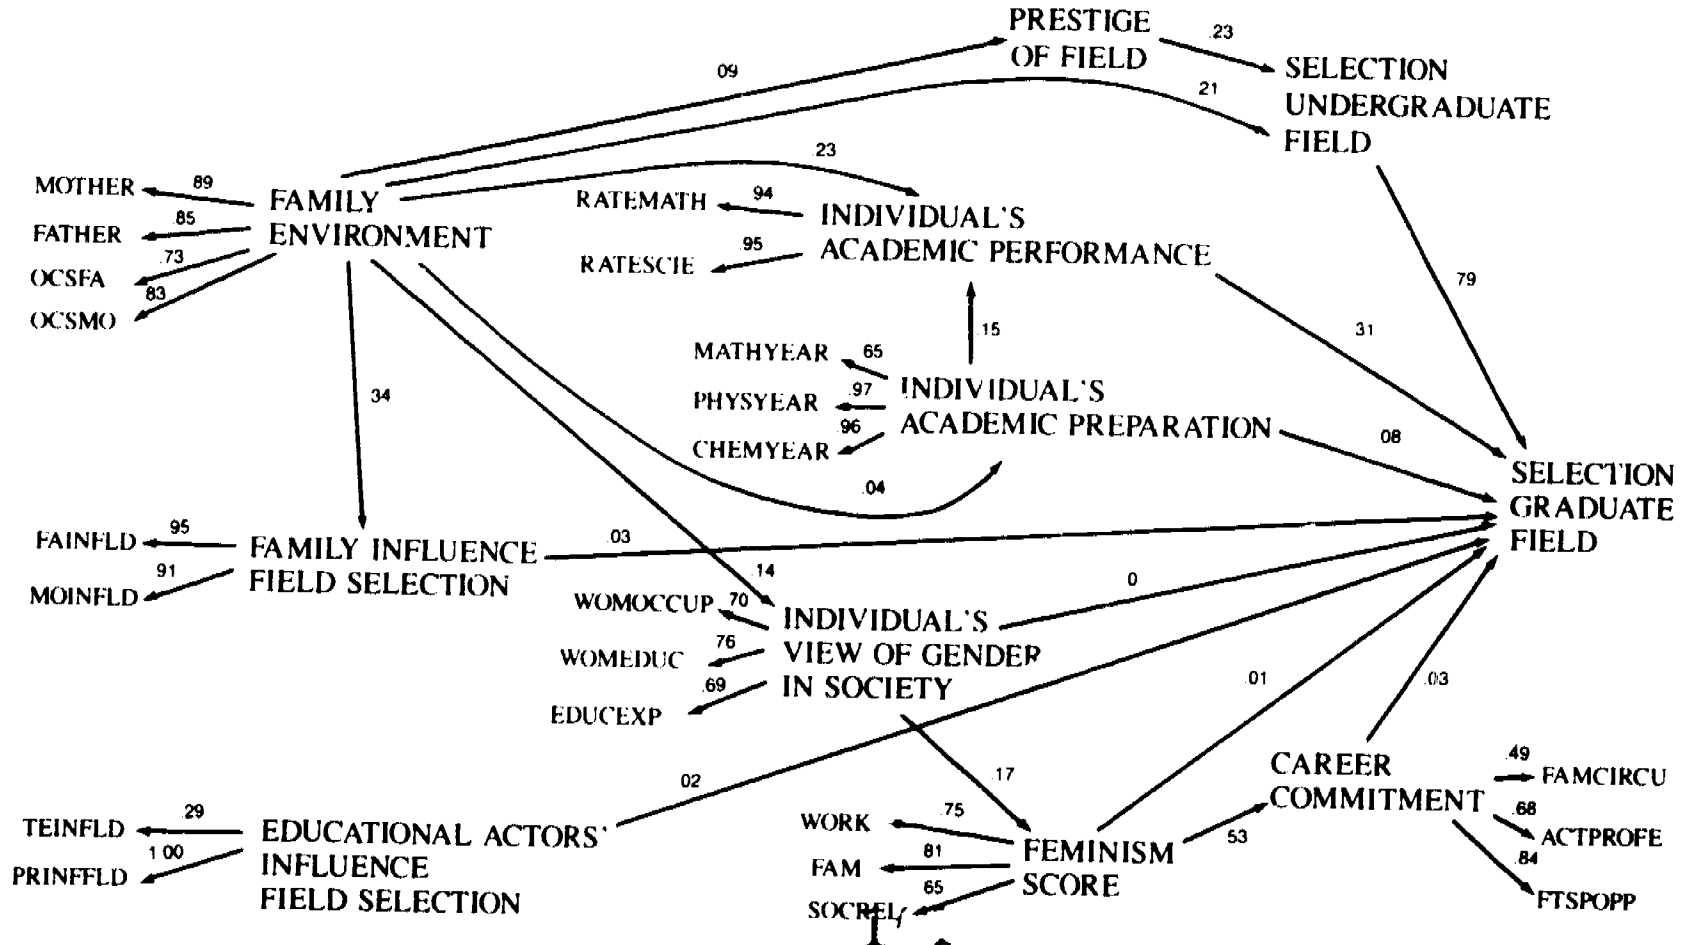 PRESTIGE
OF FIELD
.23
SELECTION
UNDERGRADUATE
FIELD
09
21
23
MOTHER
89
FATHER
.85
OCSFA
.73
OCSMO
83
FAMILY
ENVIRONMENT
RATEMATH
94
RATESCIE
.95
INDIVIDUAL'S
ACADEMIC PERFORMANCE
79
31
.15
MATHYEAR
65
PHYSYEAR
.97
CHEMYEAR
96
INDIVIDUAL'S
ACADEMIC PREPARATION
08
.34
.04
SELECTION
GRADUATE
FIELD
FAINFLD
95
MOINFLD
91
FAMILY INFLUENCE
FIELD SELECTION
.03
.14
WOMOCCUP
70
WOMEDUC
76
EDUCEXP
.69
INDIVIDUAL'S
VIEW OF GENDER
IN SOCIETY
0
.01
.03
02
.17
TEINFLD
.29
PRINFFLD
1 00
EDUCATIONAL ACTORS'
INFLUENCE
FIELD SELECTION
WORK
.75
FAM
81
SOCREL
65
FEMINISM
SCORE
53
CAREER
COMMITMENT
.49
FAMCIRCU
.68
ACTPROFE
.84
FTSPOPP